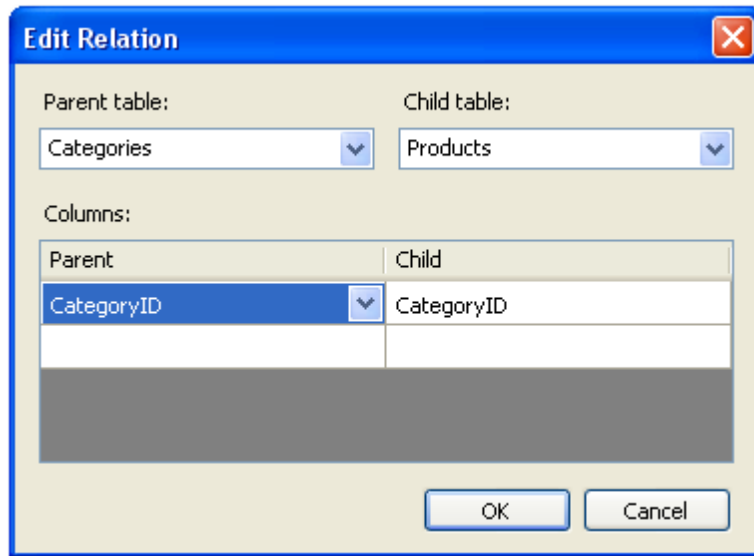 Edit Relation
Parent table: Child table:
Categories Products
Columns:
Parent Child
CategoryID CategoryID
OK Cancel